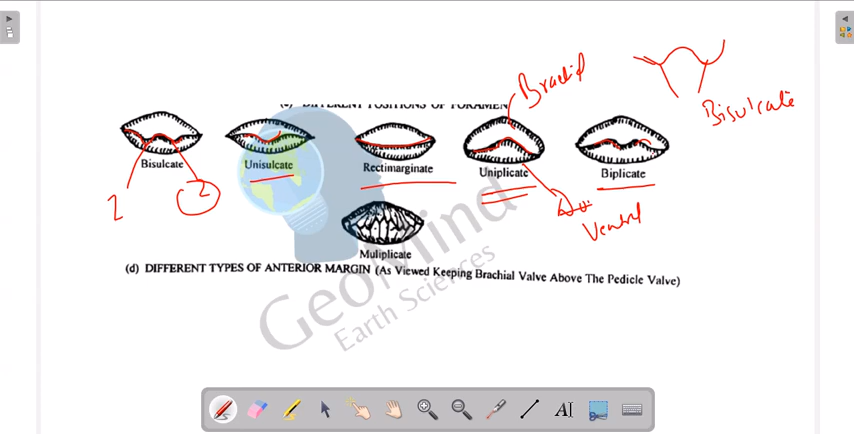 (c) DIFFERENT POSITIONS OF FORAMEN
Brachid
Bisulcate
Bisulcate
Unisulcate
Rectimarginate
Uniplicate
Biplicate
2
2
Ventral
Muliplicate
(d) DIFFERENT TYPES OF ANTERIOR MARGIN (As Viewed Keeping Brachial Valve Above The Pedicle Valve)
GeoMind
Earth Sciences
AI